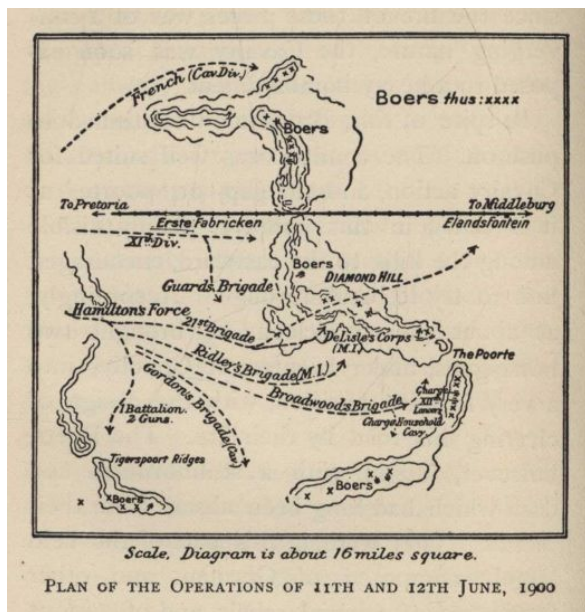 French (Cav Div)
Boers thus: xxxx
Boers
To Pretoria
To Middleburg
Erste Fabricken
Elandsfontein
XIth Div.
Boers
DIAMOND HILL
Guards Brigade
Hamilton's Force
21st Brigade
De Lisle's Corps
(M.I.)
Ridley's Brigade (M.I.)
The Poorte
Broadwood's Brigade
Gordon's Brigade (Cav)
Charge
XIIth
Lancers
Charge Household
Cavy.
1 Battalion
2 Guns.
Tigerspoort Ridges
Boers
Boers
Scale. Diagram is about 16 miles square.
PLAN OF THE OPERATIONS OF 11TH AND 12TH JUNE, 1900